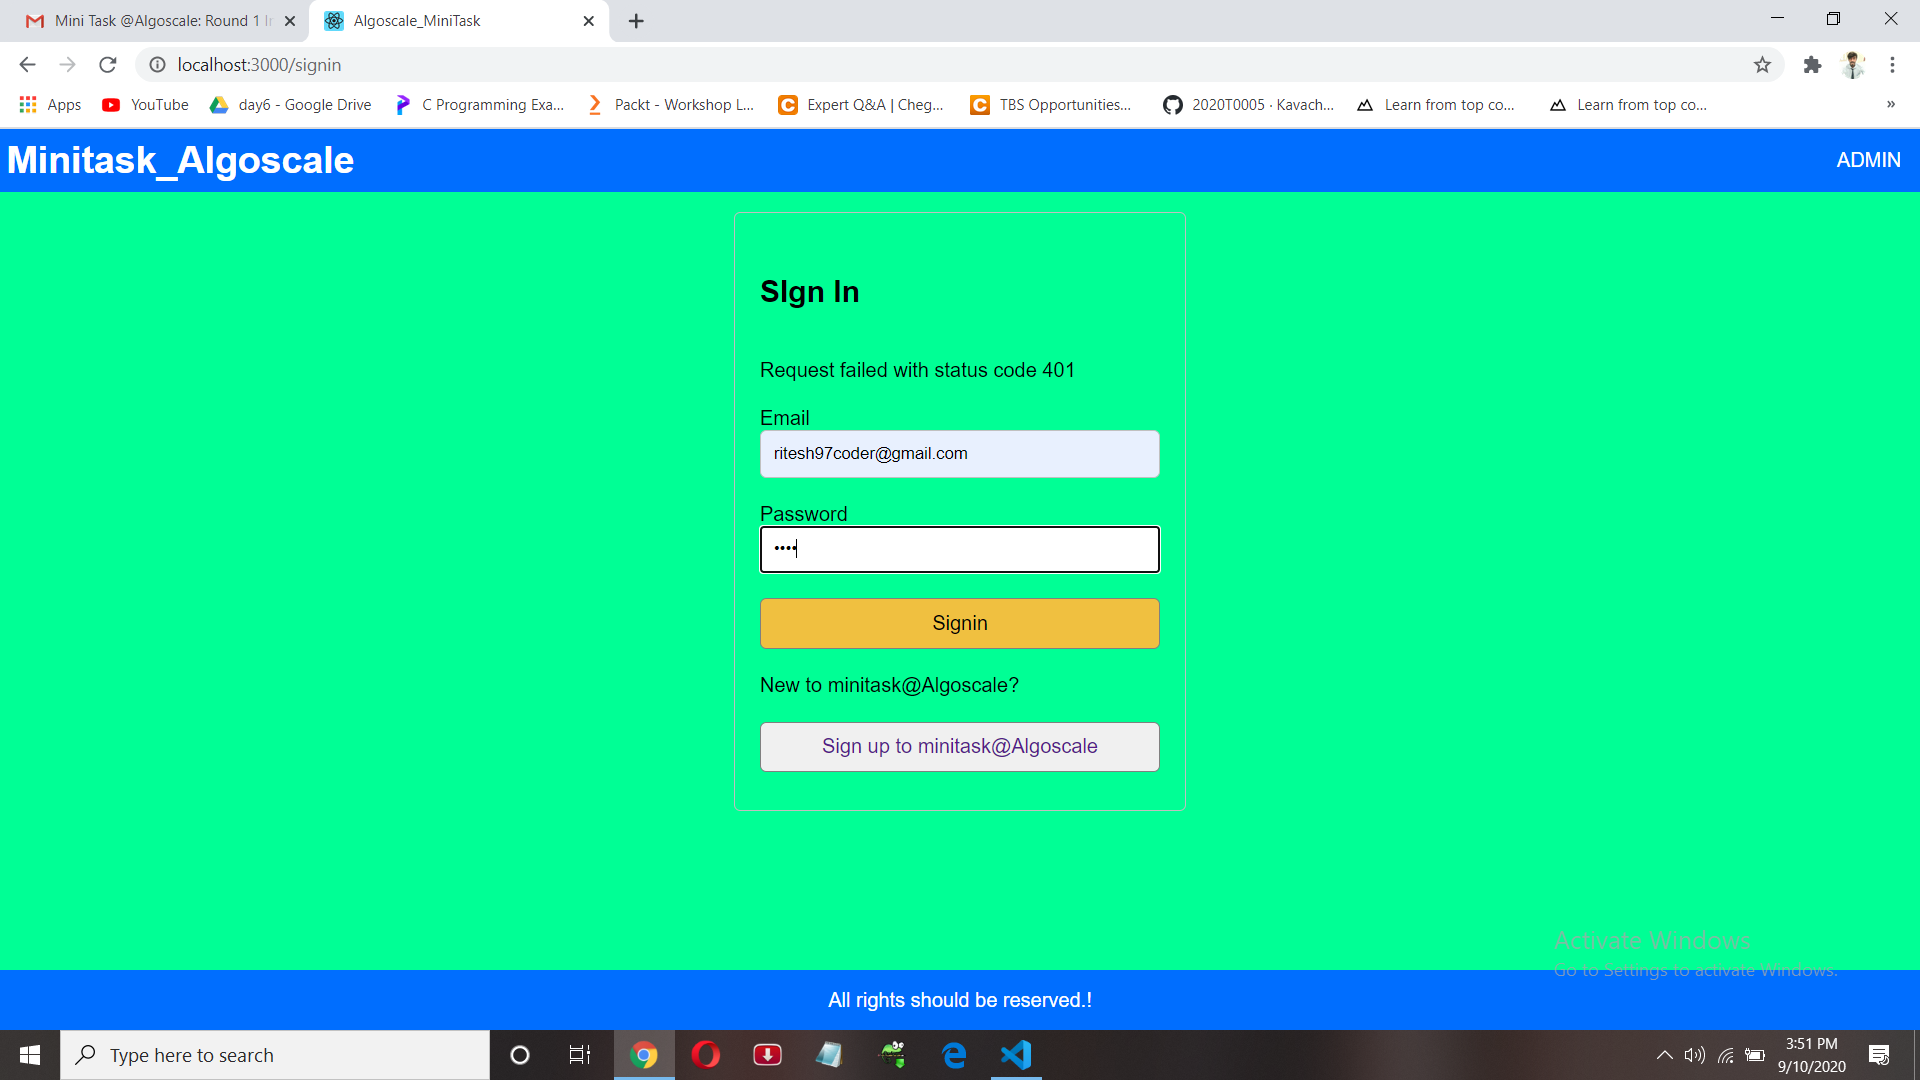 Mini Task @Algoscale: Round 1 In
Algoscale_MiniTask
localhost:3000/signin
Apps
YouTube
day6 - Google Drive
C Programming Exa...
Packt - Workshop L...
Expert Q&A | Cheg...
TBS Opportunities...
2020T0005 · Kavach...
Learn from top co...
Learn from top co...
»
Minitask_Algoscale
ADMIN
SIgn In
Request failed with status code 401
Email
ritesh97coder@gmail.com
Password
••••
Signin
New to minitask@Algoscale?
Sign up to minitask@Algoscale
Activate Windows
Go to Settings to activate Windows.
All rights should be reserved.!
Type here to search
3:51 PM
9/10/2020